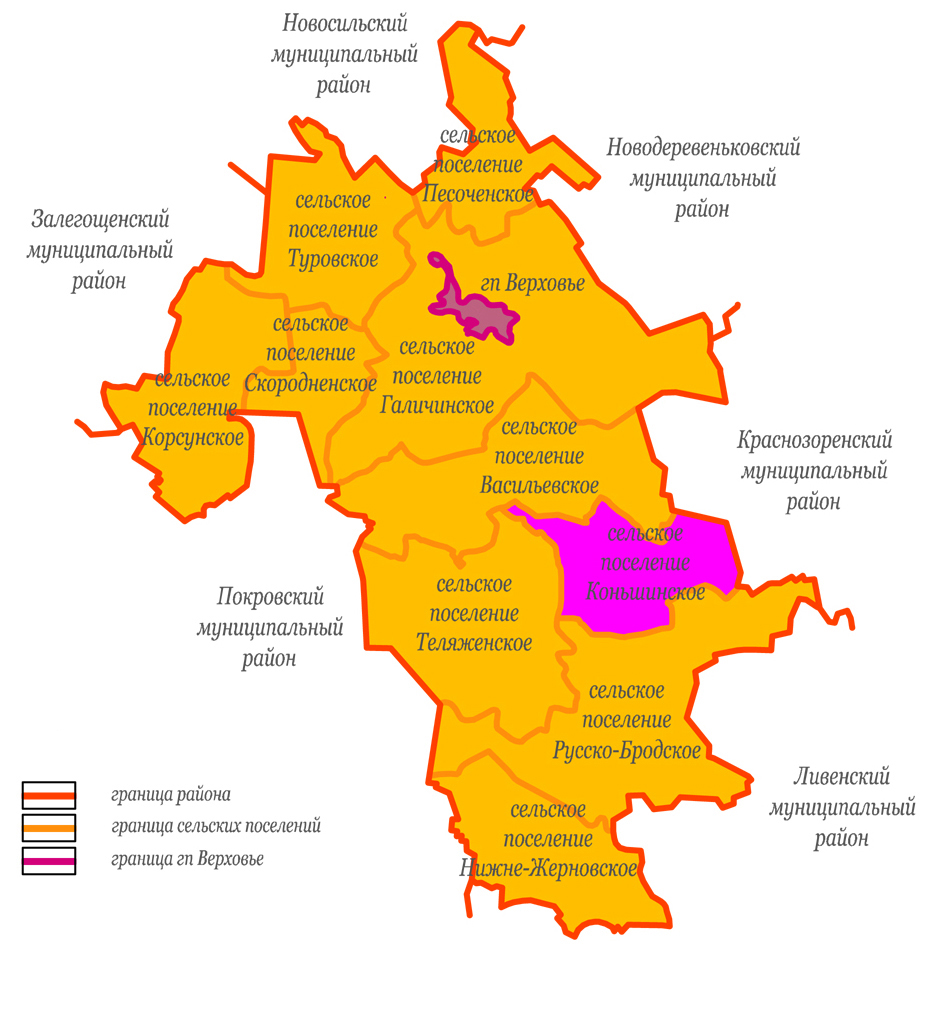 Новосильский
муниципальный
район
Новодеревеньковский
муниципальный
район
Залегощенский
муниципальный
район
сельское
поселение
Песоченское
сельское
поселение
Туровское
гп Верховье
сельское
поселение
Скородненское
сельское
поселение
Галичинское
сельское
поселение
Корсунское
сельское
поселение
Васильевское
Краснозоренский
муниципальный
район
сельское
поселение
Коньшинское
Покровский
муниципальный
район
сельское
поселение
Теляженское
сельское
поселение
Русско-Бродское
Ливенский
муниципальный
район
сельское
поселение
Нижне-Жерновское
граница района
граница сельских поселений
граница гп Верховье